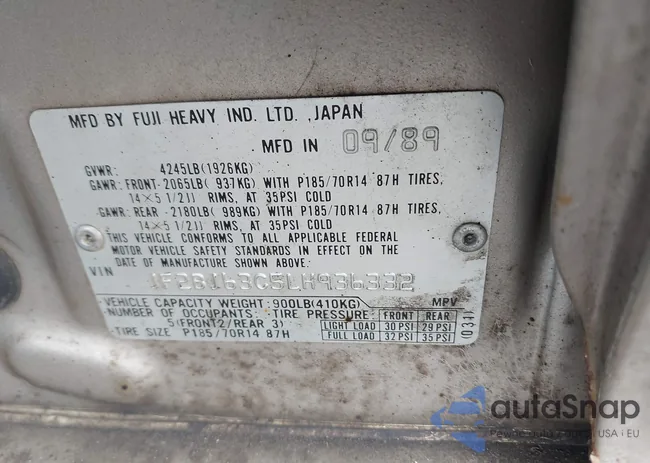 MFD BY FUJI HEAVY IND. LTD., JAPAN
MFD IN 09/89
GVWR: 4245LB(1926KG)
GAWR: FRONT-2065LB( 937KG) WITH P185/70R14 87H TIRES,
14×5 1/2JJ RIMS, AT 35PSI COLD
GAWR: REAR -2180LB( 989KG) WITH P185/70R14 87H TIRES,
14×5 1/2JJ RIMS, AT 35PSI COLD
THIS VEHICLE CONFORMS TO ALL APPLICABLE FEDERAL
MOTOR VEHICLE SAFETY STANDARDS IN EFFECT ON THE
DATE OF MANUFACTURE SHOWN ABOVE.
VIN
VEHICLE CAPACITY WEIGHT: 900LB(410KG) MPV
NUMBER OF OCCUPANTS: TIRE PRESSURE: FRONT REAR
5(FRONT2/REAR 3) LIGHT LOAD 30 PSI 29 PSI
TIRE SIZE P185/70R14 87H FULL LOAD 32 PSI 35 PSI
(031)
autoSnap
USA | EU